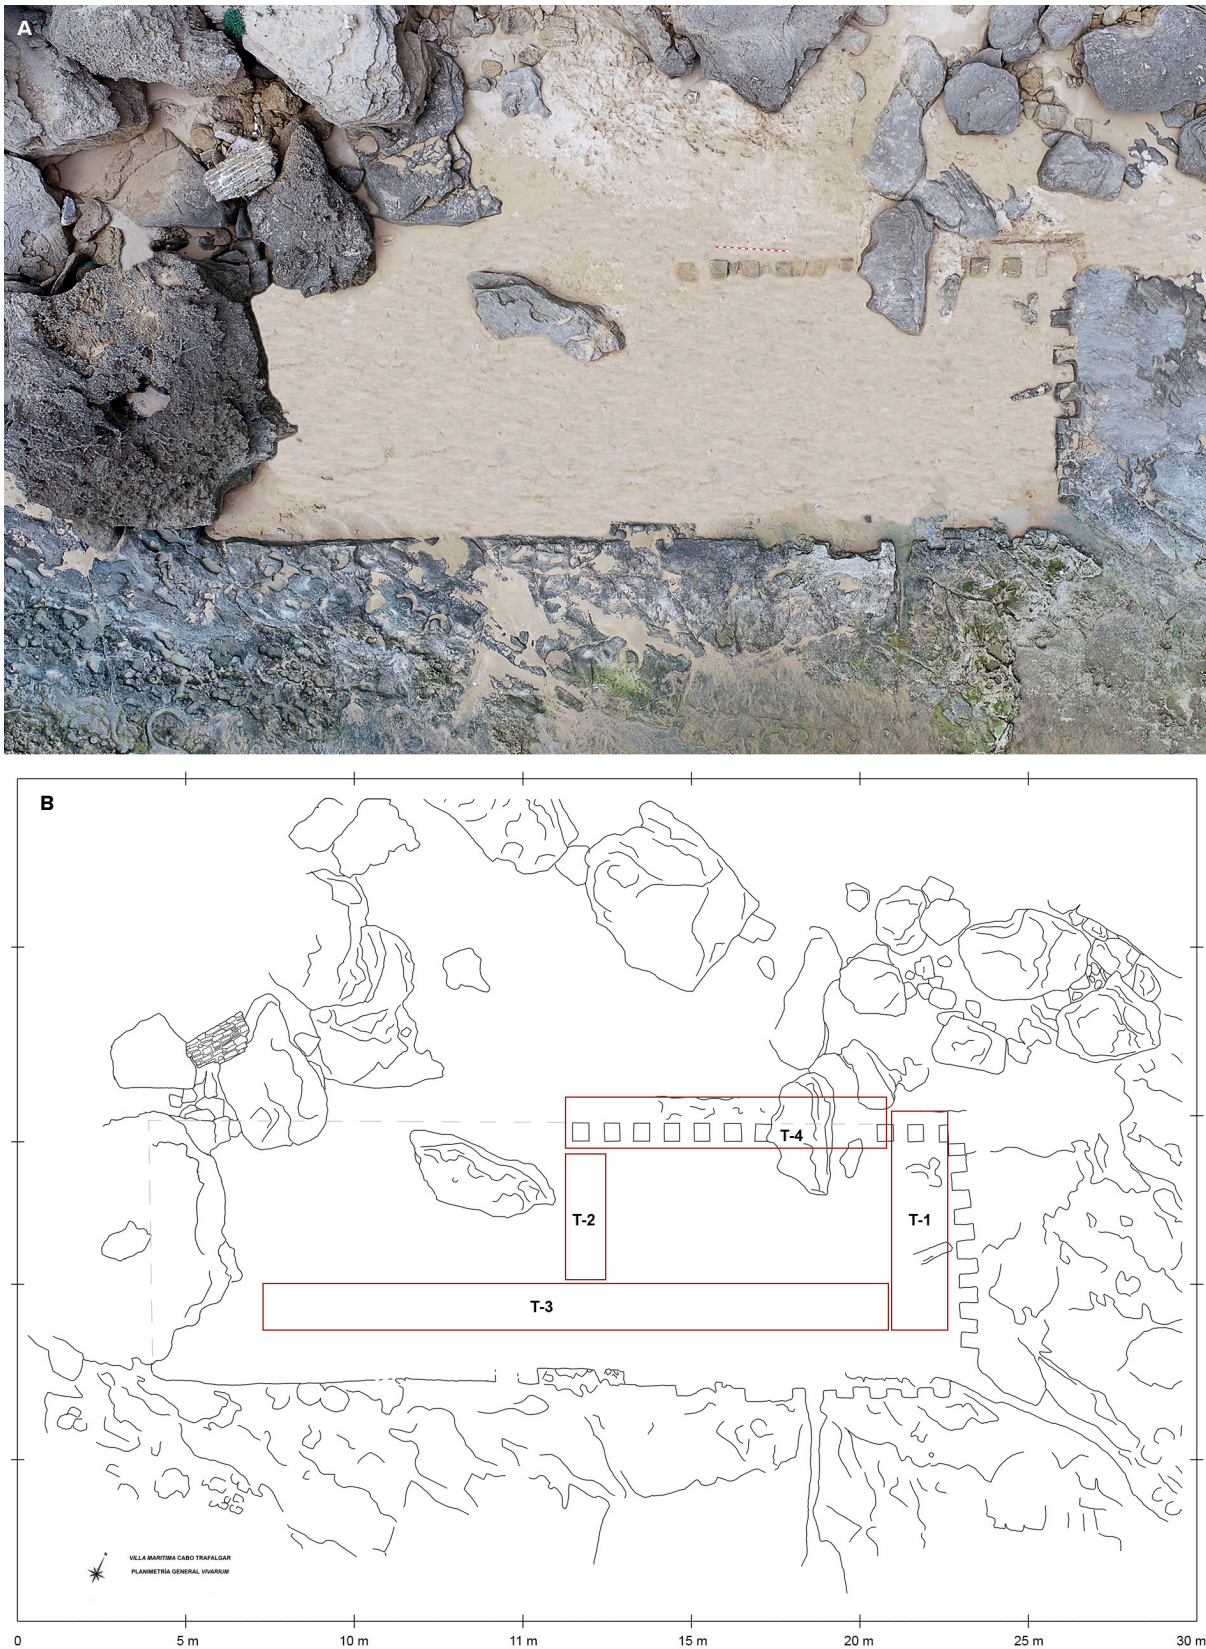 A
B
T-4
T-2
T-1
T-3
N
VILLA MARITIMA CABO TRAFALGAR
PLANIMETRÍA GENERAL VIVARIUM
0 5 m 10 m 11 m 15 m 20 m 25 m 30 m